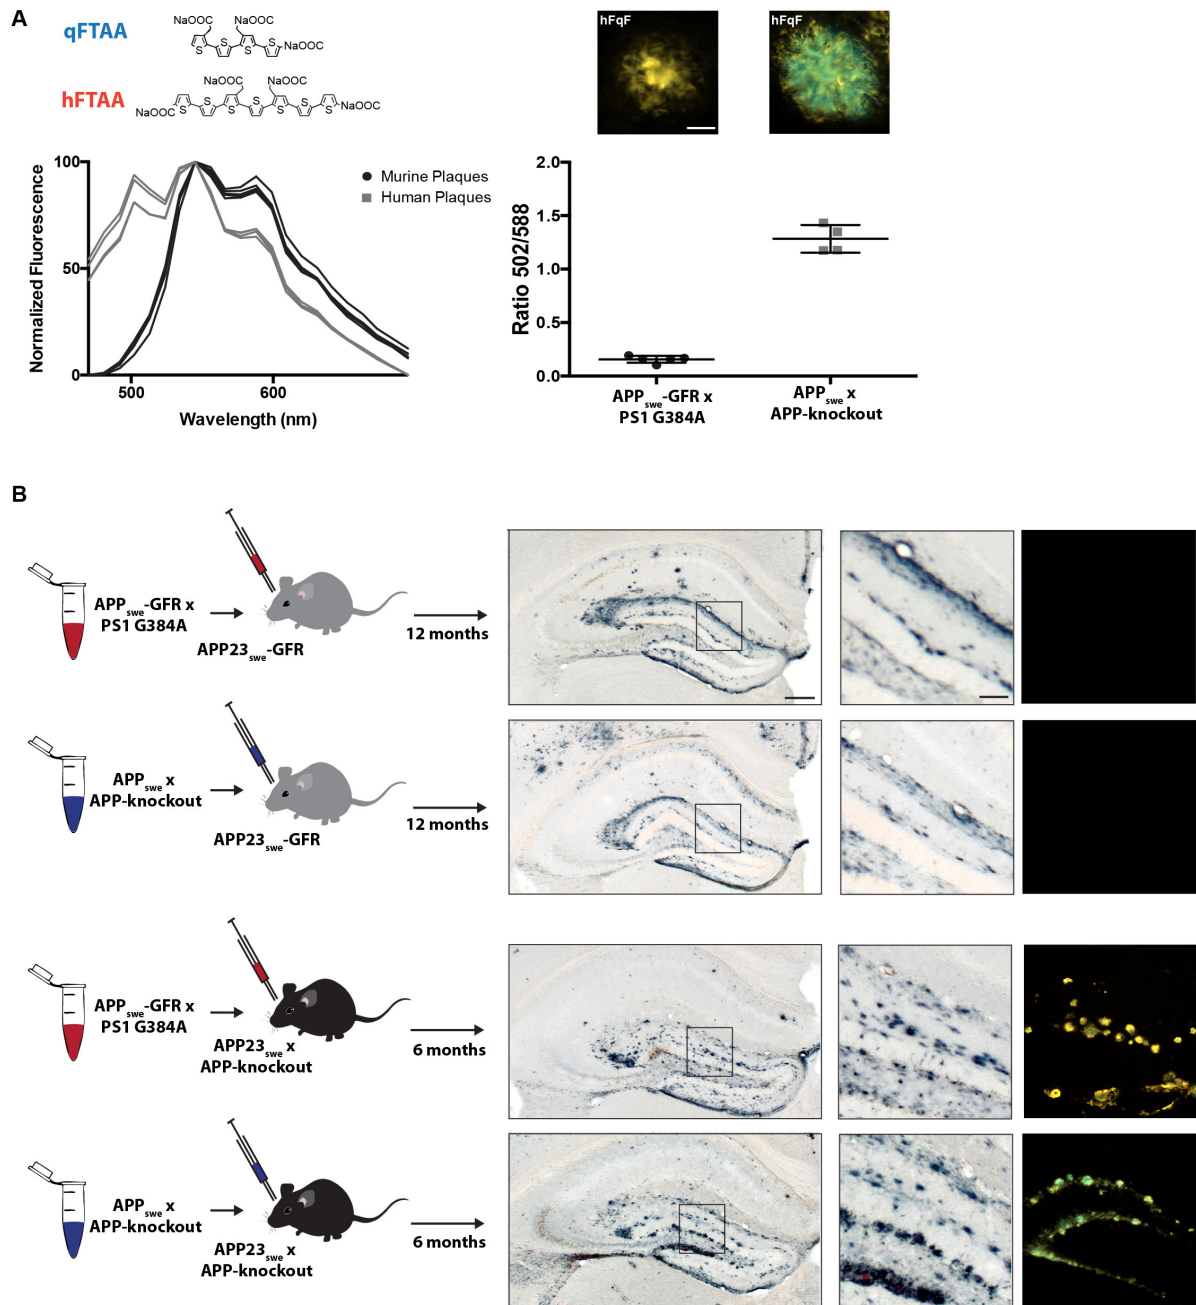 A
qFTAA
NaOOC NaOOC
S S S S
NaOOC
hFTAA
NaOOC NaOOC
NaOOC S S S S S S S NaOOC
hFqF
hFqF
Normalized Fluorescence
100
50
0
500 600
Wavelength (nm)
Murine Plaques
Human Plaques
Ratio 502/588
2.0
1.5
1.0
0.5
0.0
APPswe-GFR x
PS1 G384A
APPswe x
APP-knockout
B
APPswe-GFR x
PS1 G384A
APP23swe-GFR
12 months
APPswe x
APP-knockout
APP23swe-GFR
12 months
APPswe-GFR x
PS1 G384A
APP23swe x
APP-knockout
6 months
APPswe x
APP-knockout
APP23swe x
APP-knockout
6 months